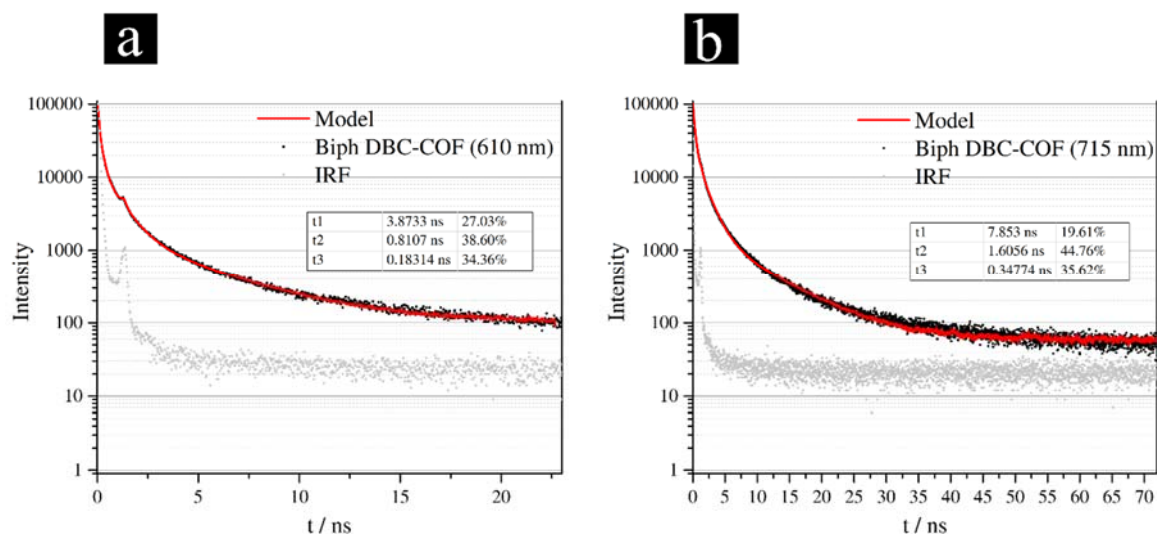 a
100000
10000
1000
100
10
1
Intensity
Model
Biph DBC-COF (610 nm)
IRF
t1 3.8733 ns 27.03%
t2 0.8107 ns 38.60%
t3 0.18314 ns 34.36%
0 5 10 15 20
t / ns
b
100000
10000
1000
100
10
1
Intensity
Model
Biph DBC-COF (715 nm)
IRF
t1 7.853 ns 19.61%
t2 1.6056 ns 44.76%
t3 0.34774 ns 35.62%
0 5 10 15 20 25 30 35 40 45 50 55 60 65 70
t / ns